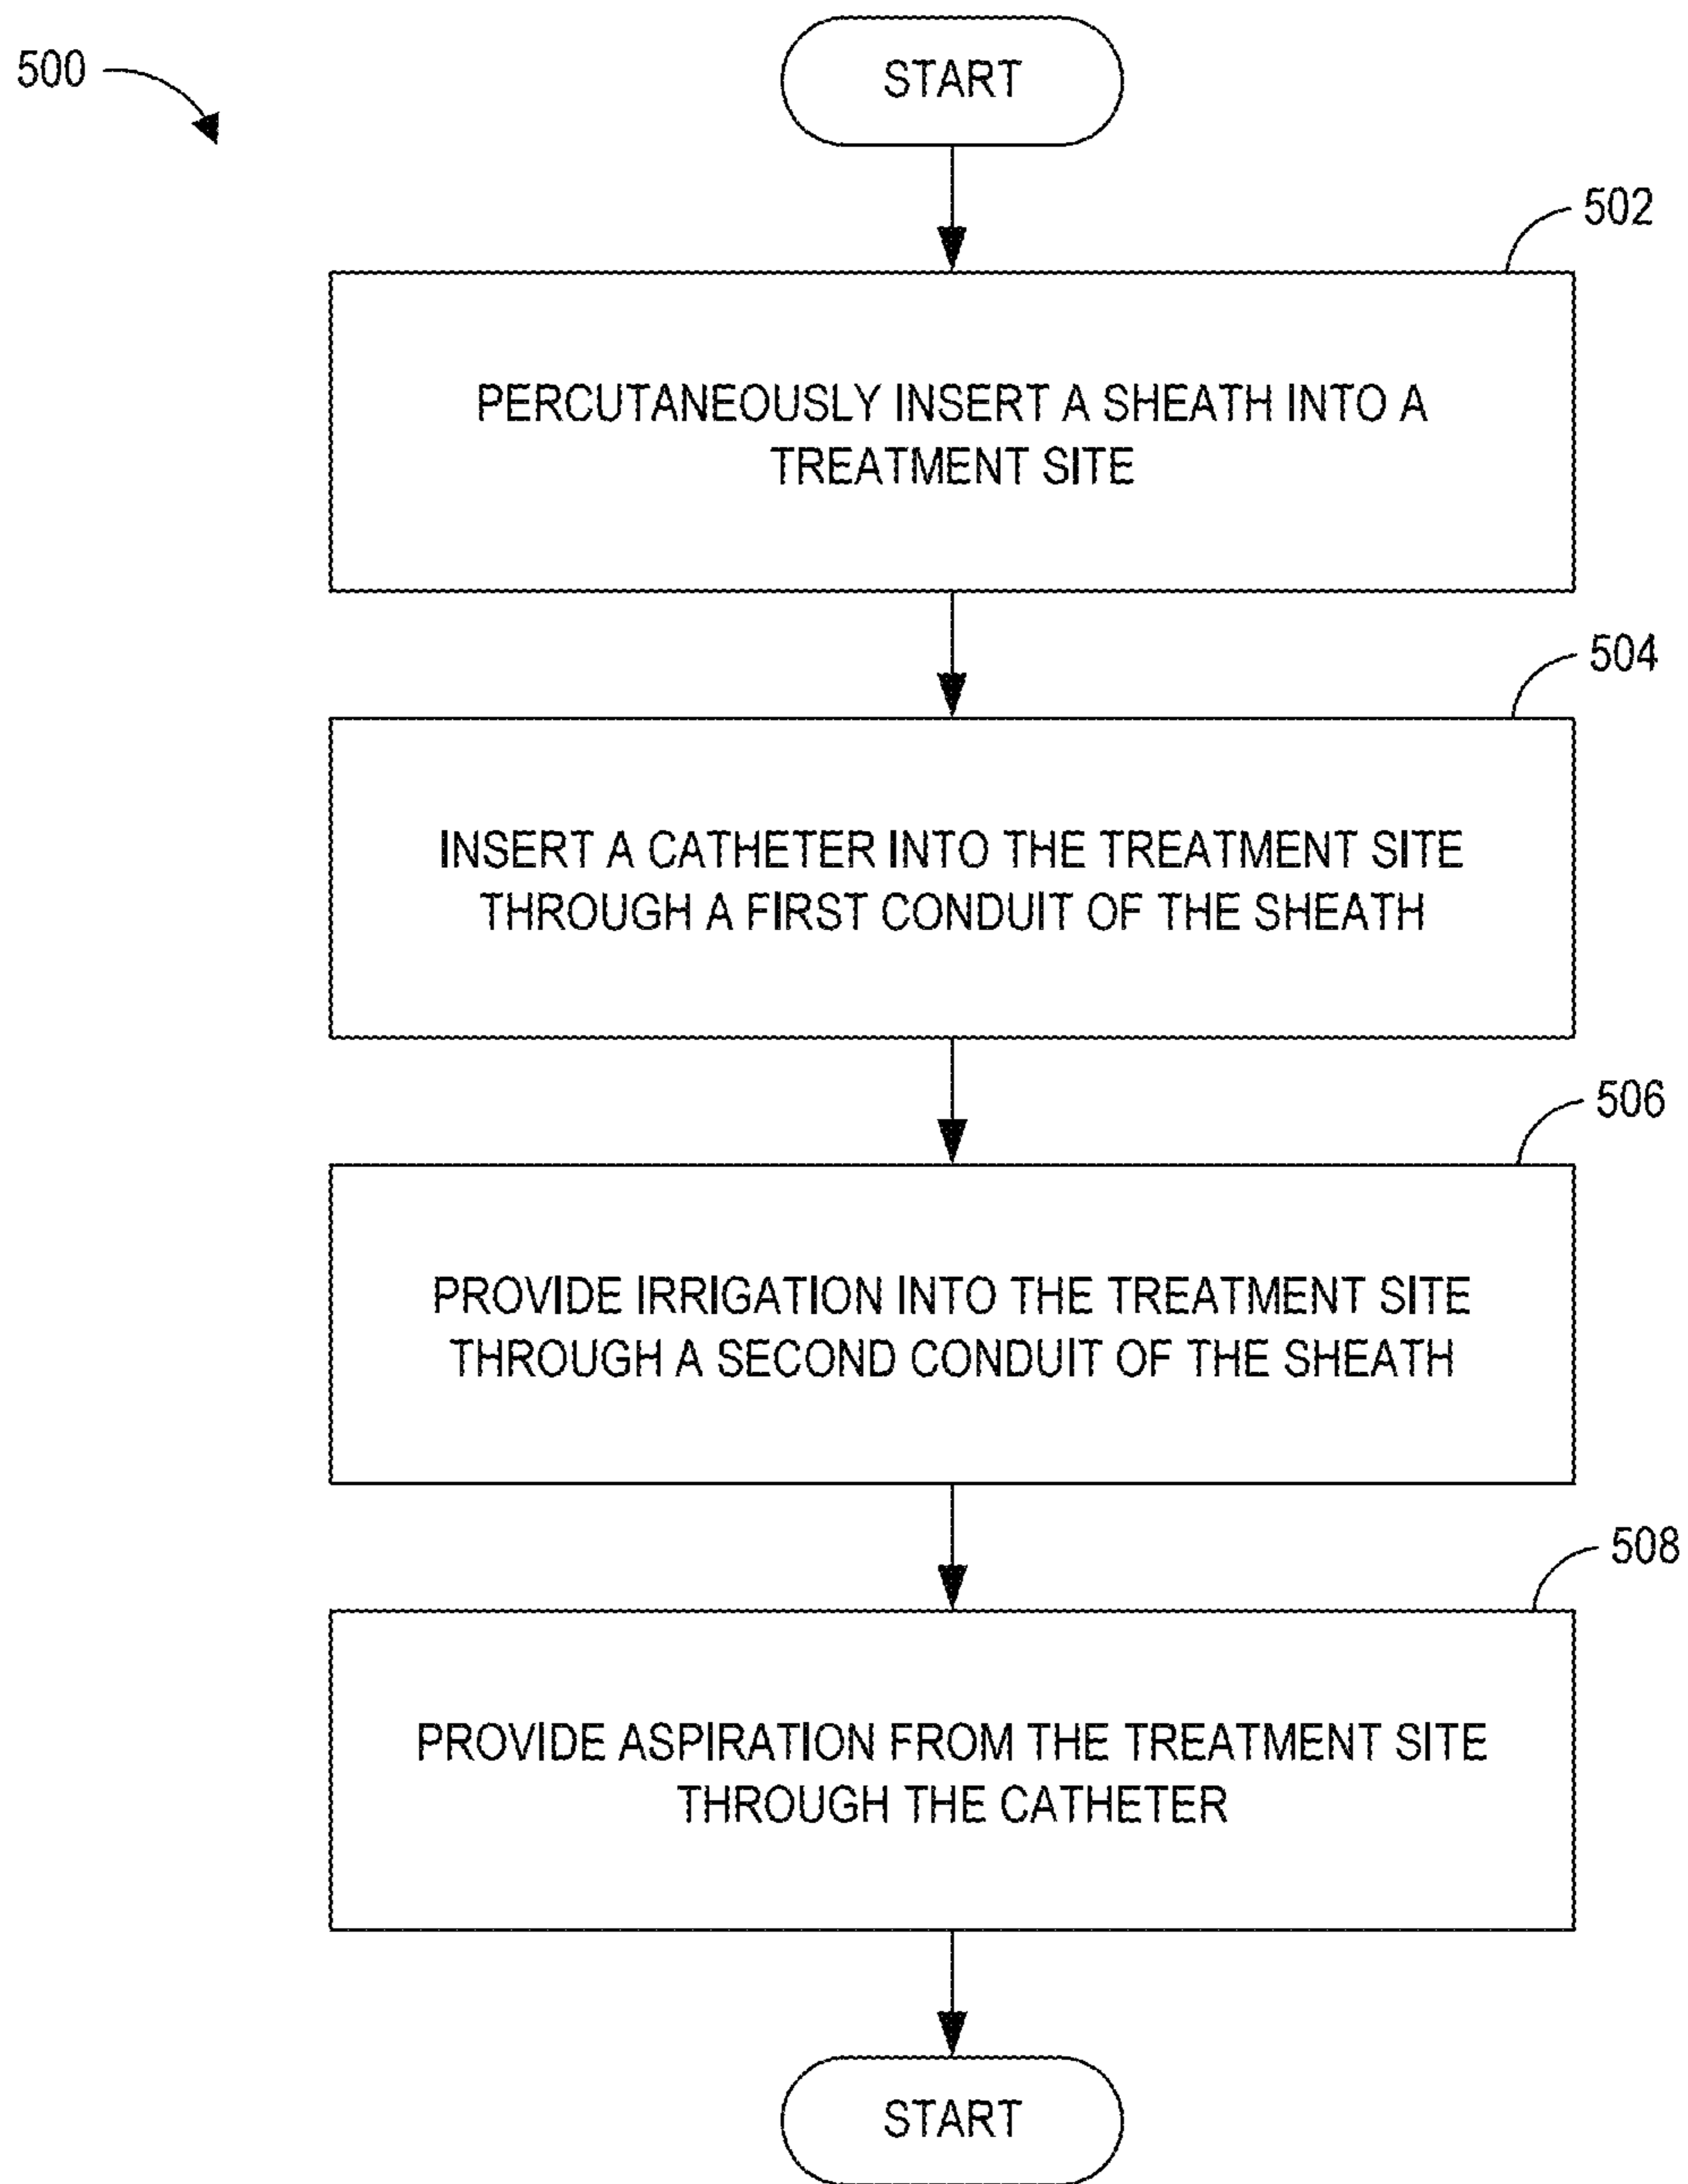 START
500
502
PERCUTANEOUSLY INSERT A SHEATH INTO A
TREATMENT SITE
504
INSERT A CATHETER INTO THE TREATMENT SITE
THROUGH A FIRST CONDUIT OF THE SHEATH
506
PROVIDE IRRIGATION INTO THE TREATMENT SITE
THROUGH A SECOND CONDUIT OF THE SHEATH
508
PROVIDE ASPIRATION FROM THE TREATMENT SITE
THROUGH THE CATHETER
START